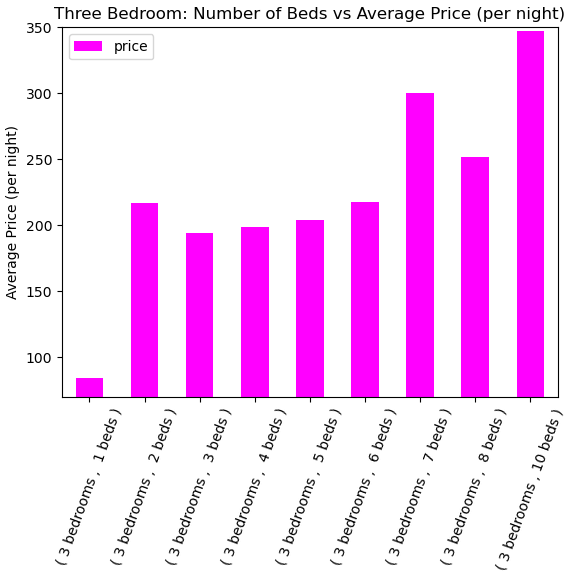 Three Bedroom: Number of Beds vs Average Price (per night)
price
Average Price (per night)
350
300
250
200
150
100
( 3 bedrooms ,  1 beds )
( 3 bedrooms ,  2 beds )
( 3 bedrooms ,  3 beds )
( 3 bedrooms ,  4 beds )
( 3 bedrooms ,  5 beds )
( 3 bedrooms ,  6 beds )
( 3 bedrooms ,  7 beds )
( 3 bedrooms ,  8 beds )
( 3 bedrooms , 10 beds )